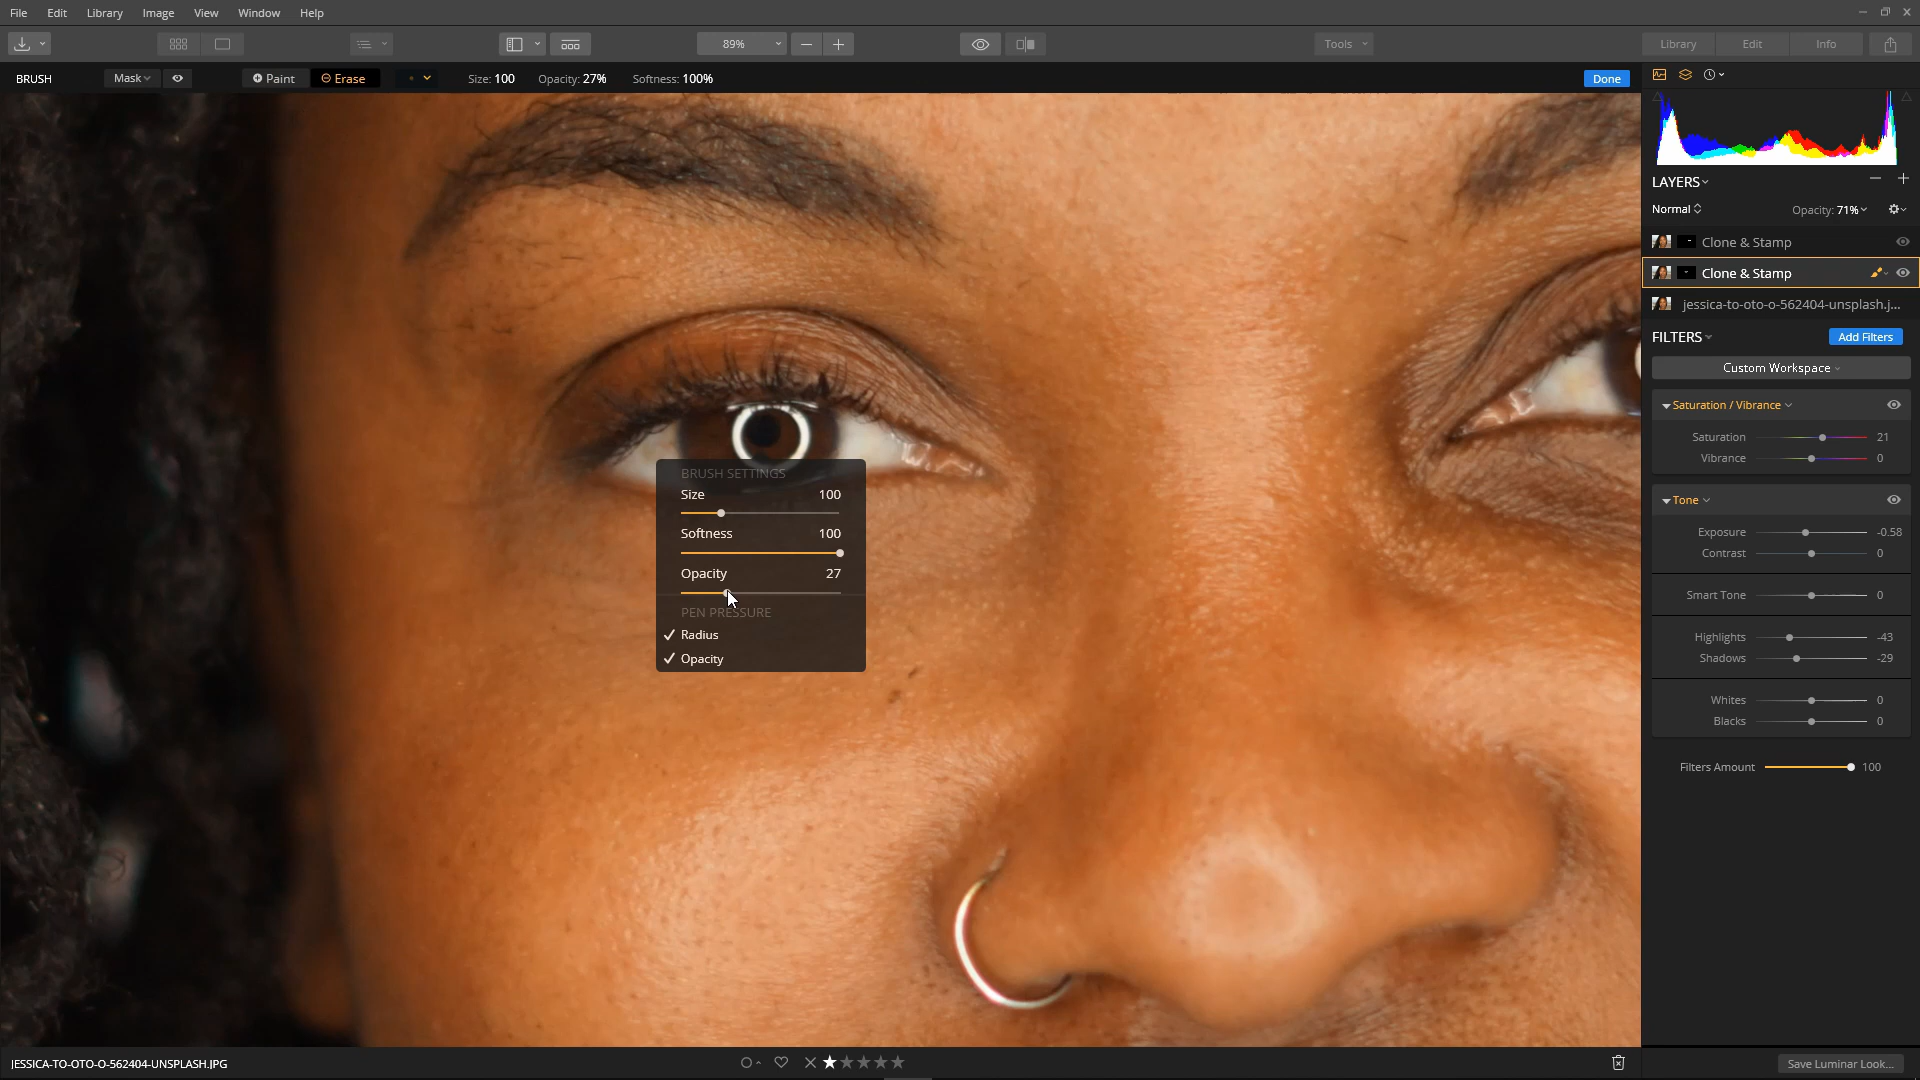 File Edit Library Image View Window Help
89% Tools Library Edit Info
BRUSH Mask Paint Erase Size: 100 Opacity: 27% Softness: 100% Done
LAYERS
Normal Opacity: 71%
Clone & Stamp
Clone & Stamp
jessica-to-oto-o-562404-unsplash.j...
FILTERS Add Filters
Custom Workspace
Saturation / Vibrance
Saturation 21
Vibrance 0
Tone
Exposure -0.58
Contrast 0
Smart Tone 0
Highlights -43
Shadows -29
Whites 0
Blacks 0
Filters Amount 100
BRUSH SETTINGS
Size 100
Softness 100
Opacity 27
PEN PRESSURE
Radius
Opacity
JESSICA-TO-OTO-O-562404-UNSPLASH.JPG
Save Luminar Look...